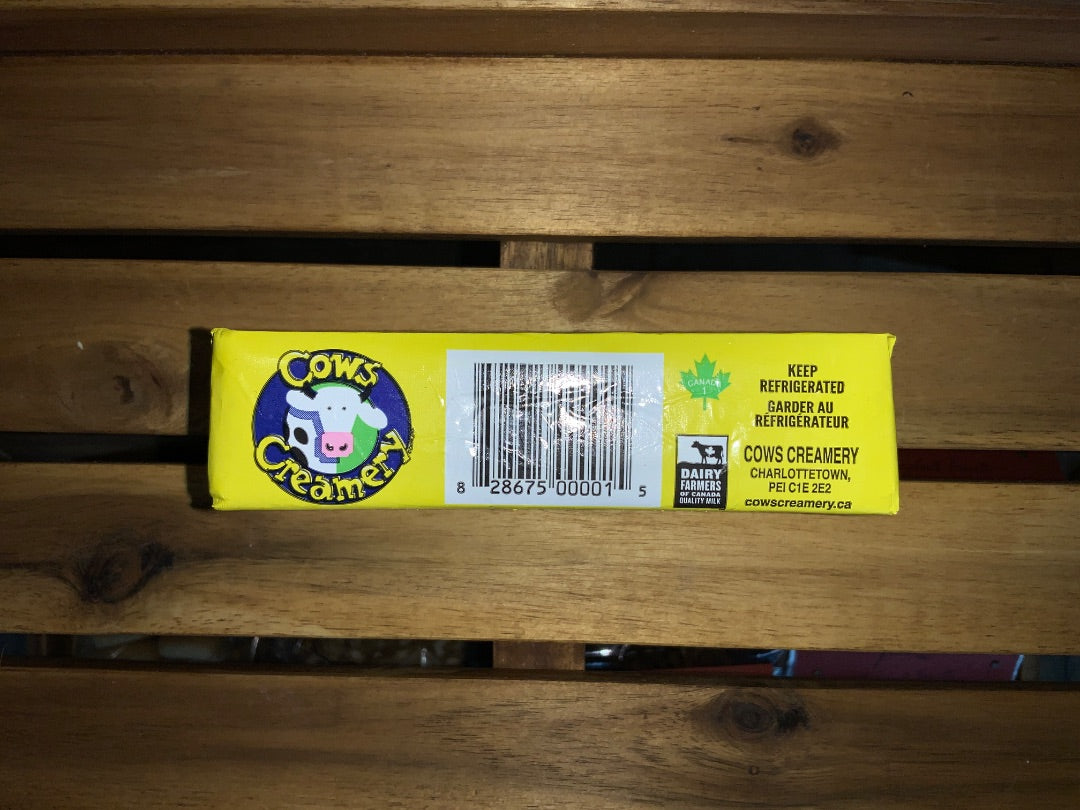 Cows
Creamery
8 28675 00001 5
CANADA
1
DAIRY
FARMERS
OF CANADA
QUALITY MILK
KEEP
REFRIGERATED
GARDER AU
RÉFRIGÉRATEUR
COWS CREAMERY
CHARLOTTETOWN,
PEI C1E 2E2
cowscreamery.ca